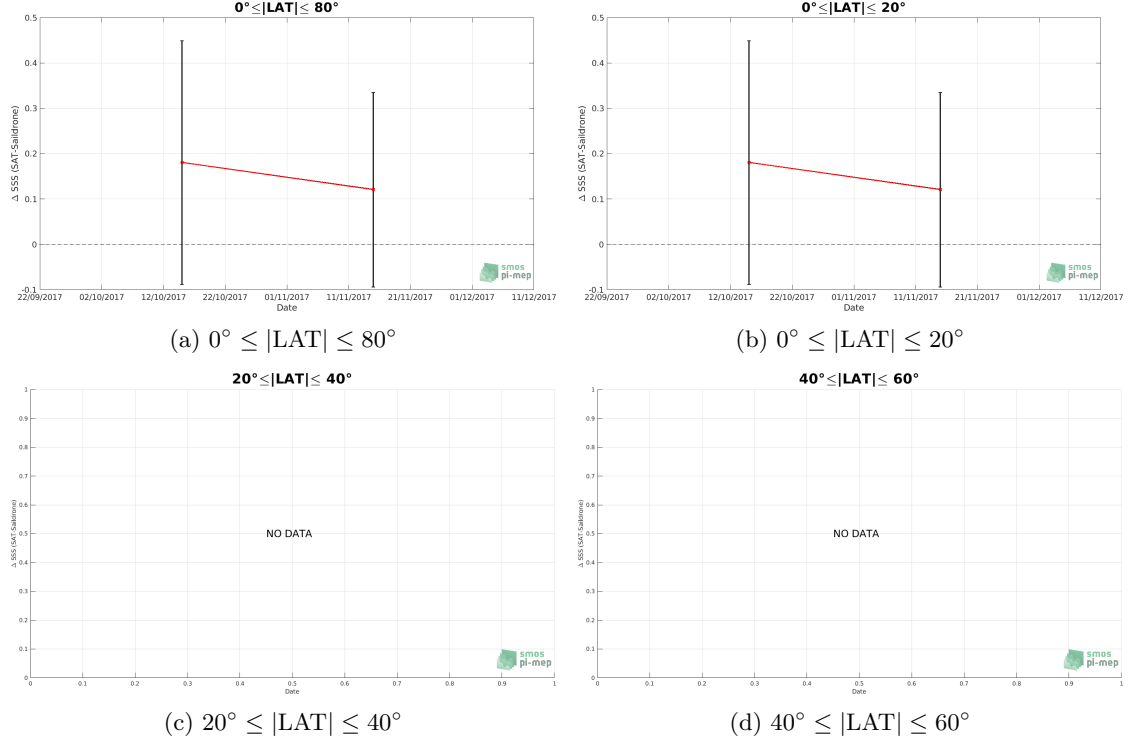 0°≤|LAT|≤ 80°
0.5
0.4
0.3
0.2
0.1
0
-0.1
Δ SSS (SAT-Saildrone)
22/09/2017 02/10/2017 12/10/2017 22/10/2017 01/11/2017 11/11/2017 21/11/2017 01/12/2017 11/12/2017
Date
smos
pi-mep
(a) 0° ≤ |LAT| ≤ 80°
0°≤|LAT|≤ 20°
0.5
0.4
0.3
0.2
0.1
0
-0.1
Δ SSS (SAT-Saildrone)
22/09/2017 02/10/2017 12/10/2017 22/10/2017 01/11/2017 11/11/2017 21/11/2017 01/12/2017 11/12/2017
Date
smos
pi-mep
(b) 0° ≤ |LAT| ≤ 20°
20°≤|LAT|≤ 40°
1
0.9
0.8
0.7
0.6
0.5
0.4
0.3
0.2
0.1
0
Δ SSS (SAT-Saildrone)
NO DATA
0 0.1 0.2 0.3 0.4 0.5 0.6 0.7 0.8 0.9 1
Date
smos
pi-mep
(c) 20° ≤ |LAT| ≤ 40°
40°≤|LAT|≤ 60°
1
0.9
0.8
0.7
0.6
0.5
0.4
0.3
0.2
0.1
0
Δ SSS (SAT-Saildrone)
NO DATA
0 0.1 0.2 0.3 0.4 0.5 0.6 0.7 0.8 0.9 1
Date
smos
pi-mep
(d) 40° ≤ |LAT| ≤ 60°